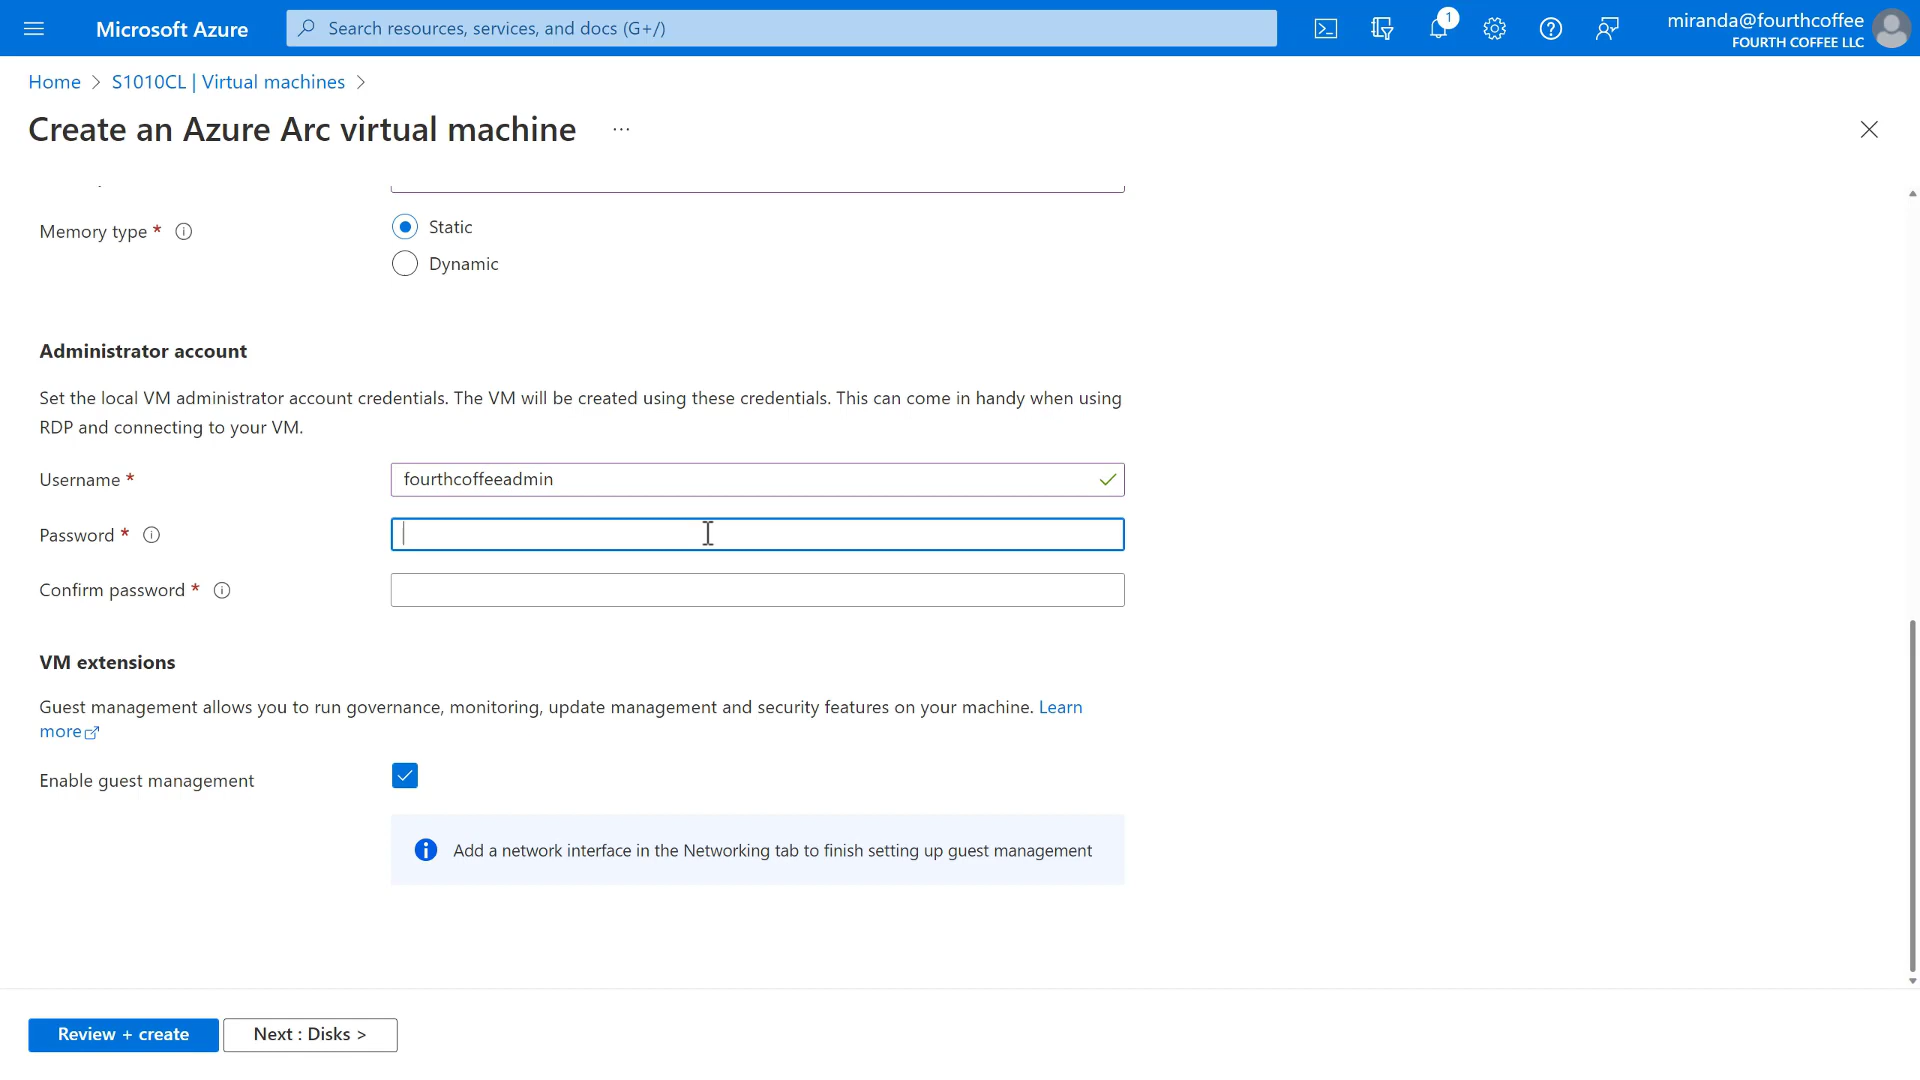 Microsoft Azure
Search resources, services, and docs (G+/)
1
miranda@fourthcoffee
FOURTH COFFEE LLC
Home > S1010CL | Virtual machines >
Create an Azure Arc virtual machine ...
Memory type *
Static
Dynamic
Administrator account
Set the local VM administrator account credentials. The VM will be created using these credentials. This can come in handy when using
RDP and connecting to your VM.
Username *
fourthcoffeeadmin
Password *
Confirm password *
VM extensions
Guest management allows you to run governance, monitoring, update management and security features on your machine. Learn
more
Enable guest management
Add a network interface in the Networking tab to finish setting up guest management
Review + create
Next : Disks >